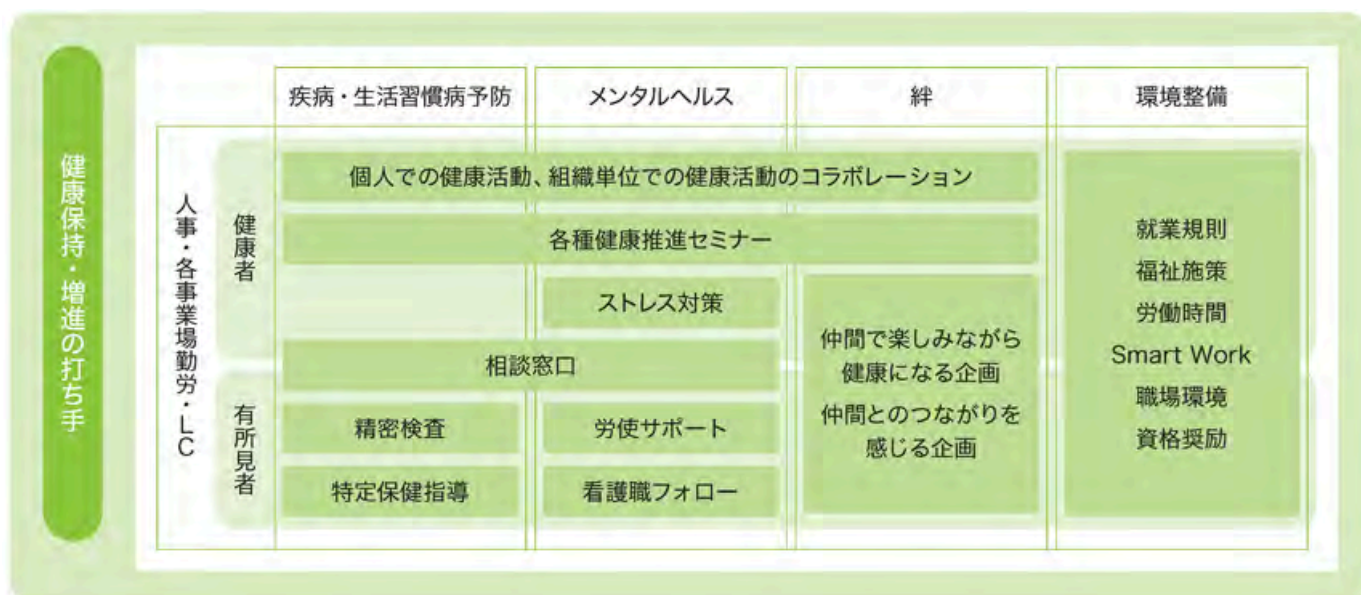 健康保持・増進の打ち手
疾病・生活習慣病予防
メンタルヘルス
絆
環境整備
人事・各事業場勤労・LC
健康者
有所見者
個人での健康活動、組織単位での健康活動のコラボレーション
各種健康推進セミナー
ストレス対策
相談窓口
精密検査
労使サポート
特定保健指導
看護職フォロー
仲間で楽しみながら
健康になる企画
仲間とのつながりを
感じる企画
就業規則
福祉施策
労働時間
Smart Work
職場環境
資格奨励